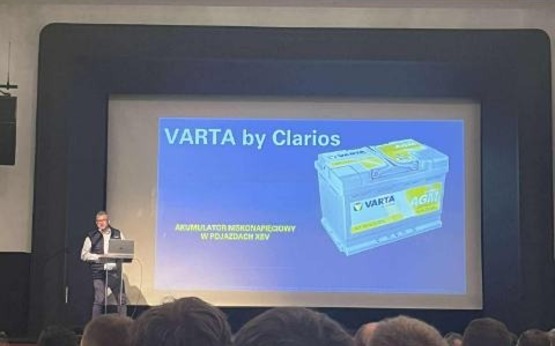 VARTA by Clarios
VARTA
AGM
AKUMULATOR NISKONAPIĘCIOWY
W POJAZDACH XEV